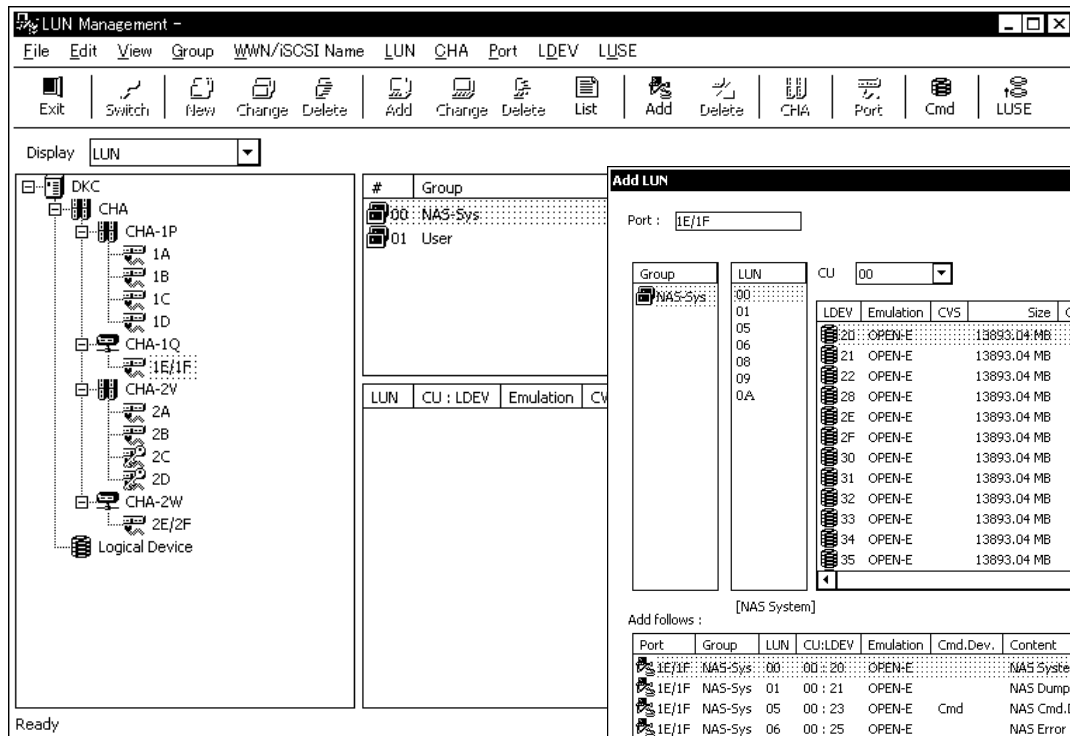 LUN Management -
File Edit View Group WWN/iSCSI Name LUN CHA Port LDEV LUSE
Exit Switch New Change Delete Add Change Delete List Add Delete CHA Port Cmd LUSE
Display LUN
DKC
CHA
CHA-1P
1A
1B
1C
1D
CHA-1Q
1E/1F
CHA-2V
2A
2B
2C
2D
CHA-2W
2E/2F
Logical Device
# Group
00 NAS-Sys
01 User
LUN CU : LDEV Emulation CV
Add LUN
Port : 1E/1F
Group
NAS-Sys
LUN
00
01
05
06
08
09
0A
CU 00
LDEV Emulation CVS Size
20 OPEN-E 13893.04 MB
21 OPEN-E 13893.04 MB
22 OPEN-E 13893.04 MB
28 OPEN-E 13893.04 MB
2E OPEN-E 13893.04 MB
2F OPEN-E 13893.04 MB
30 OPEN-E 13893.04 MB
31 OPEN-E 13893.04 MB
32 OPEN-E 13893.04 MB
33 OPEN-E 13893.04 MB
34 OPEN-E 13893.04 MB
35 OPEN-E 13893.04 MB
[NAS System]
Add follows :
Port Group LUN CU:LDEV Emulation Cmd.Dev. Content
1E/1F NAS-Sys 00 00 : 20 OPEN-E NAS Syste
1E/1F NAS-Sys 01 00 : 21 OPEN-E NAS Dump
1E/1F NAS-Sys 05 00 : 23 OPEN-E Cmd NAS Cmd.D
1E/1F NAS-Sys 06 00 : 25 OPEN-E NAS Error
Ready